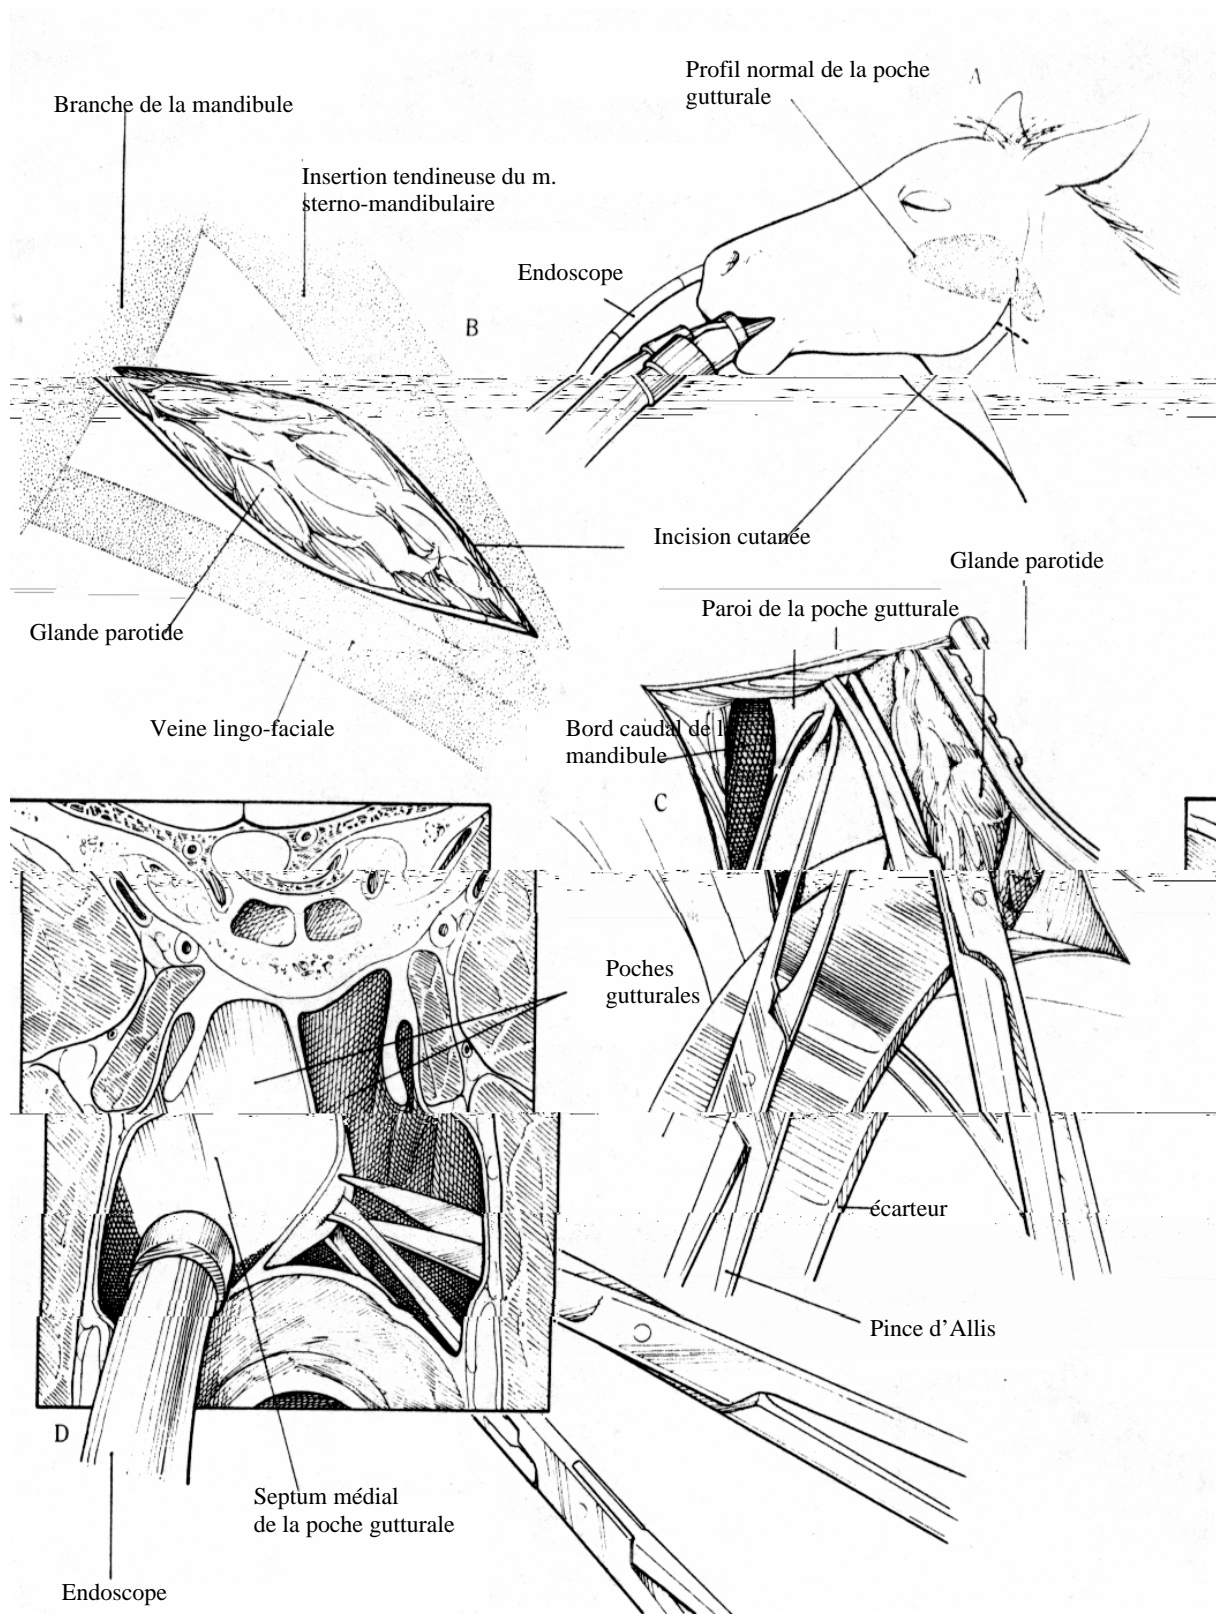 Profil normal de la poche
gutturale
A
Branche de la mandibule
Insertion tendineuse du m.
sterno-mandibulaire
Endoscope
B
Incision cutanée
Glande parotide
Paroi de la poche gutturale
Glande parotide
Veine lingo-faciale
Bord caudal de l
mandibule
C
Poches
gutturales
écarteur
Pince d’Allis
D
Septum médial
de la poche gutturale
Endoscope